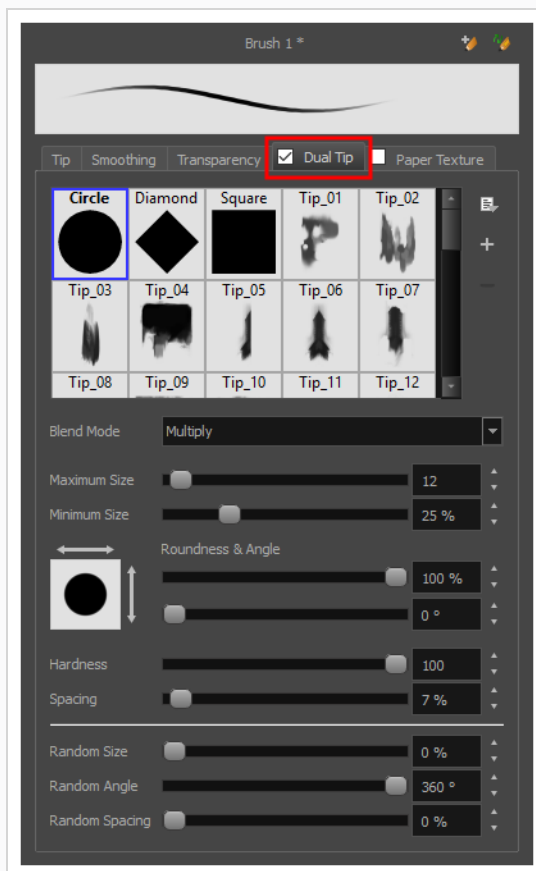 Brush 1 *
Tip Smoothing Transparency Dual Tip Paper Texture
Circle Diamond Square Tip_01 Tip_02
Tip_03 Tip_04 Tip_05 Tip_06 Tip_07
Tip_08 Tip_09 Tip_10 Tip_11 Tip_12
Blend Mode Multiply
Maximum Size 12
Minimum Size 25 %
Roundness & Angle
100 %
0 °
Hardness 100
Spacing 7 %
Random Size 0 %
Random Angle 360 °
Random Spacing 0 %